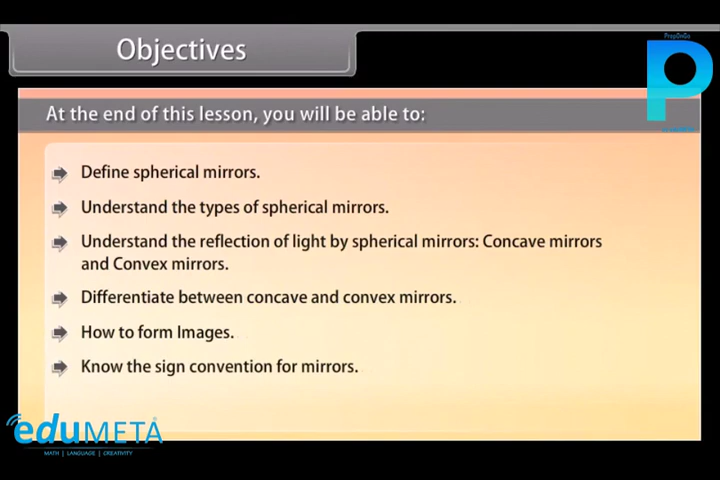 Objectives
PrepOnGo
At the end of this lesson, you will be able to:
Define spherical mirrors.
Understand the types of spherical mirrors.
Understand the reflection of light by spherical mirrors: Concave mirrors
and Convex mirrors.
Differentiate between concave and convex mirrors.
How to form Images.
Know the sign convention for mirrors.
eduMETA
MATH | LANGUAGE | CREATIVITY